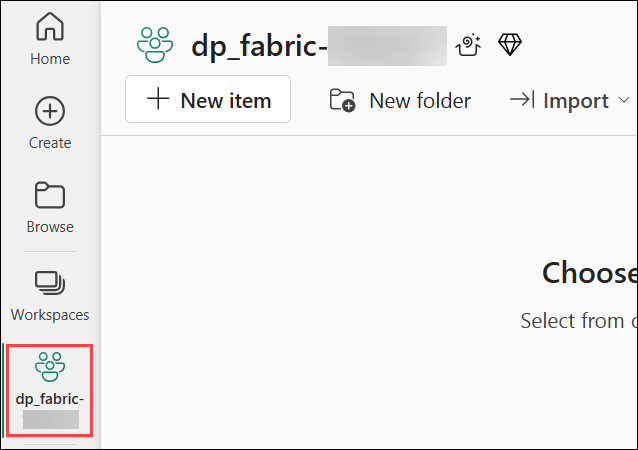 Home
Create
Browse
Workspaces
dp_fabric-
dp_fabric-
New item
New folder
Import
Choose
Select from